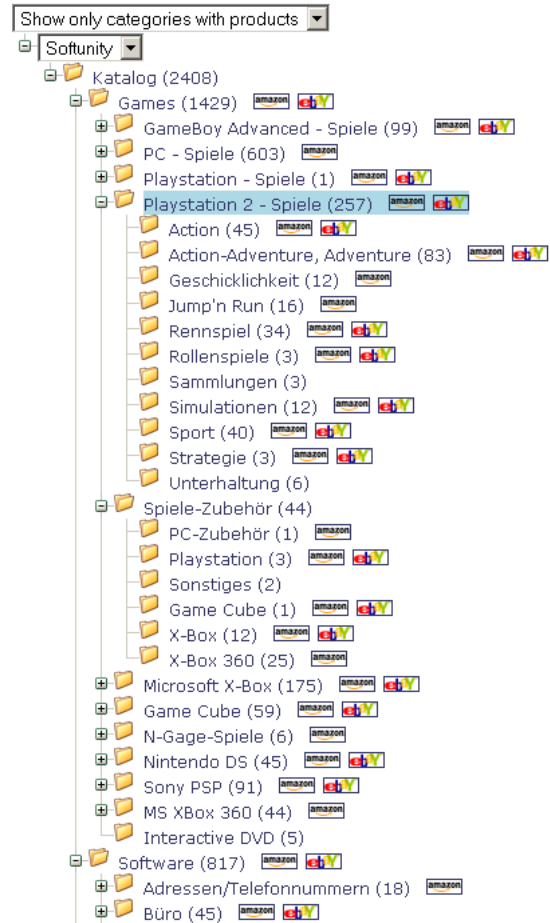 Show only categories with products
Softunity
Katalog (2408)
Games (1429) amazon ebY
GameBoy Advanced - Spiele (99) amazon ebY
PC - Spiele (603) amazon
Playstation - Spiele (1) amazon ebY
Playstation 2 - Spiele (257) amazon ebY
Action (45) amazon ebY
Action-Adventure, Adventure (83) amazon ebY
Geschicklichkeit (12) amazon
Jump'n Run (16) amazon
Rennspiel (34) amazon ebY
Rollenspiele (3) amazon ebY
Sammlungen (3)
Simulationen (12) amazon ebY
Sport (40) amazon ebY
Strategie (3) amazon ebY
Unterhaltung (6)
Spiele-Zubehör (44)
PC-Zubehör (1) amazon
Playstation (3) amazon ebY
Sonstiges (2)
Game Cube (1) amazon ebY
X-Box (12) amazon ebY
X-Box 360 (25) amazon
Microsoft X-Box (175) amazon ebY
Game Cube (59) amazon ebY
N-Gage-Spiele (6) amazon
Nintendo DS (45) amazon ebY
Sony PSP (91) amazon ebY
MS XBox 360 (44) amazon
Interactive DVD (5)
Software (817) amazon ebY
Adressen/Telefonnummern (18) amazon
Büro (45) amazon ebY